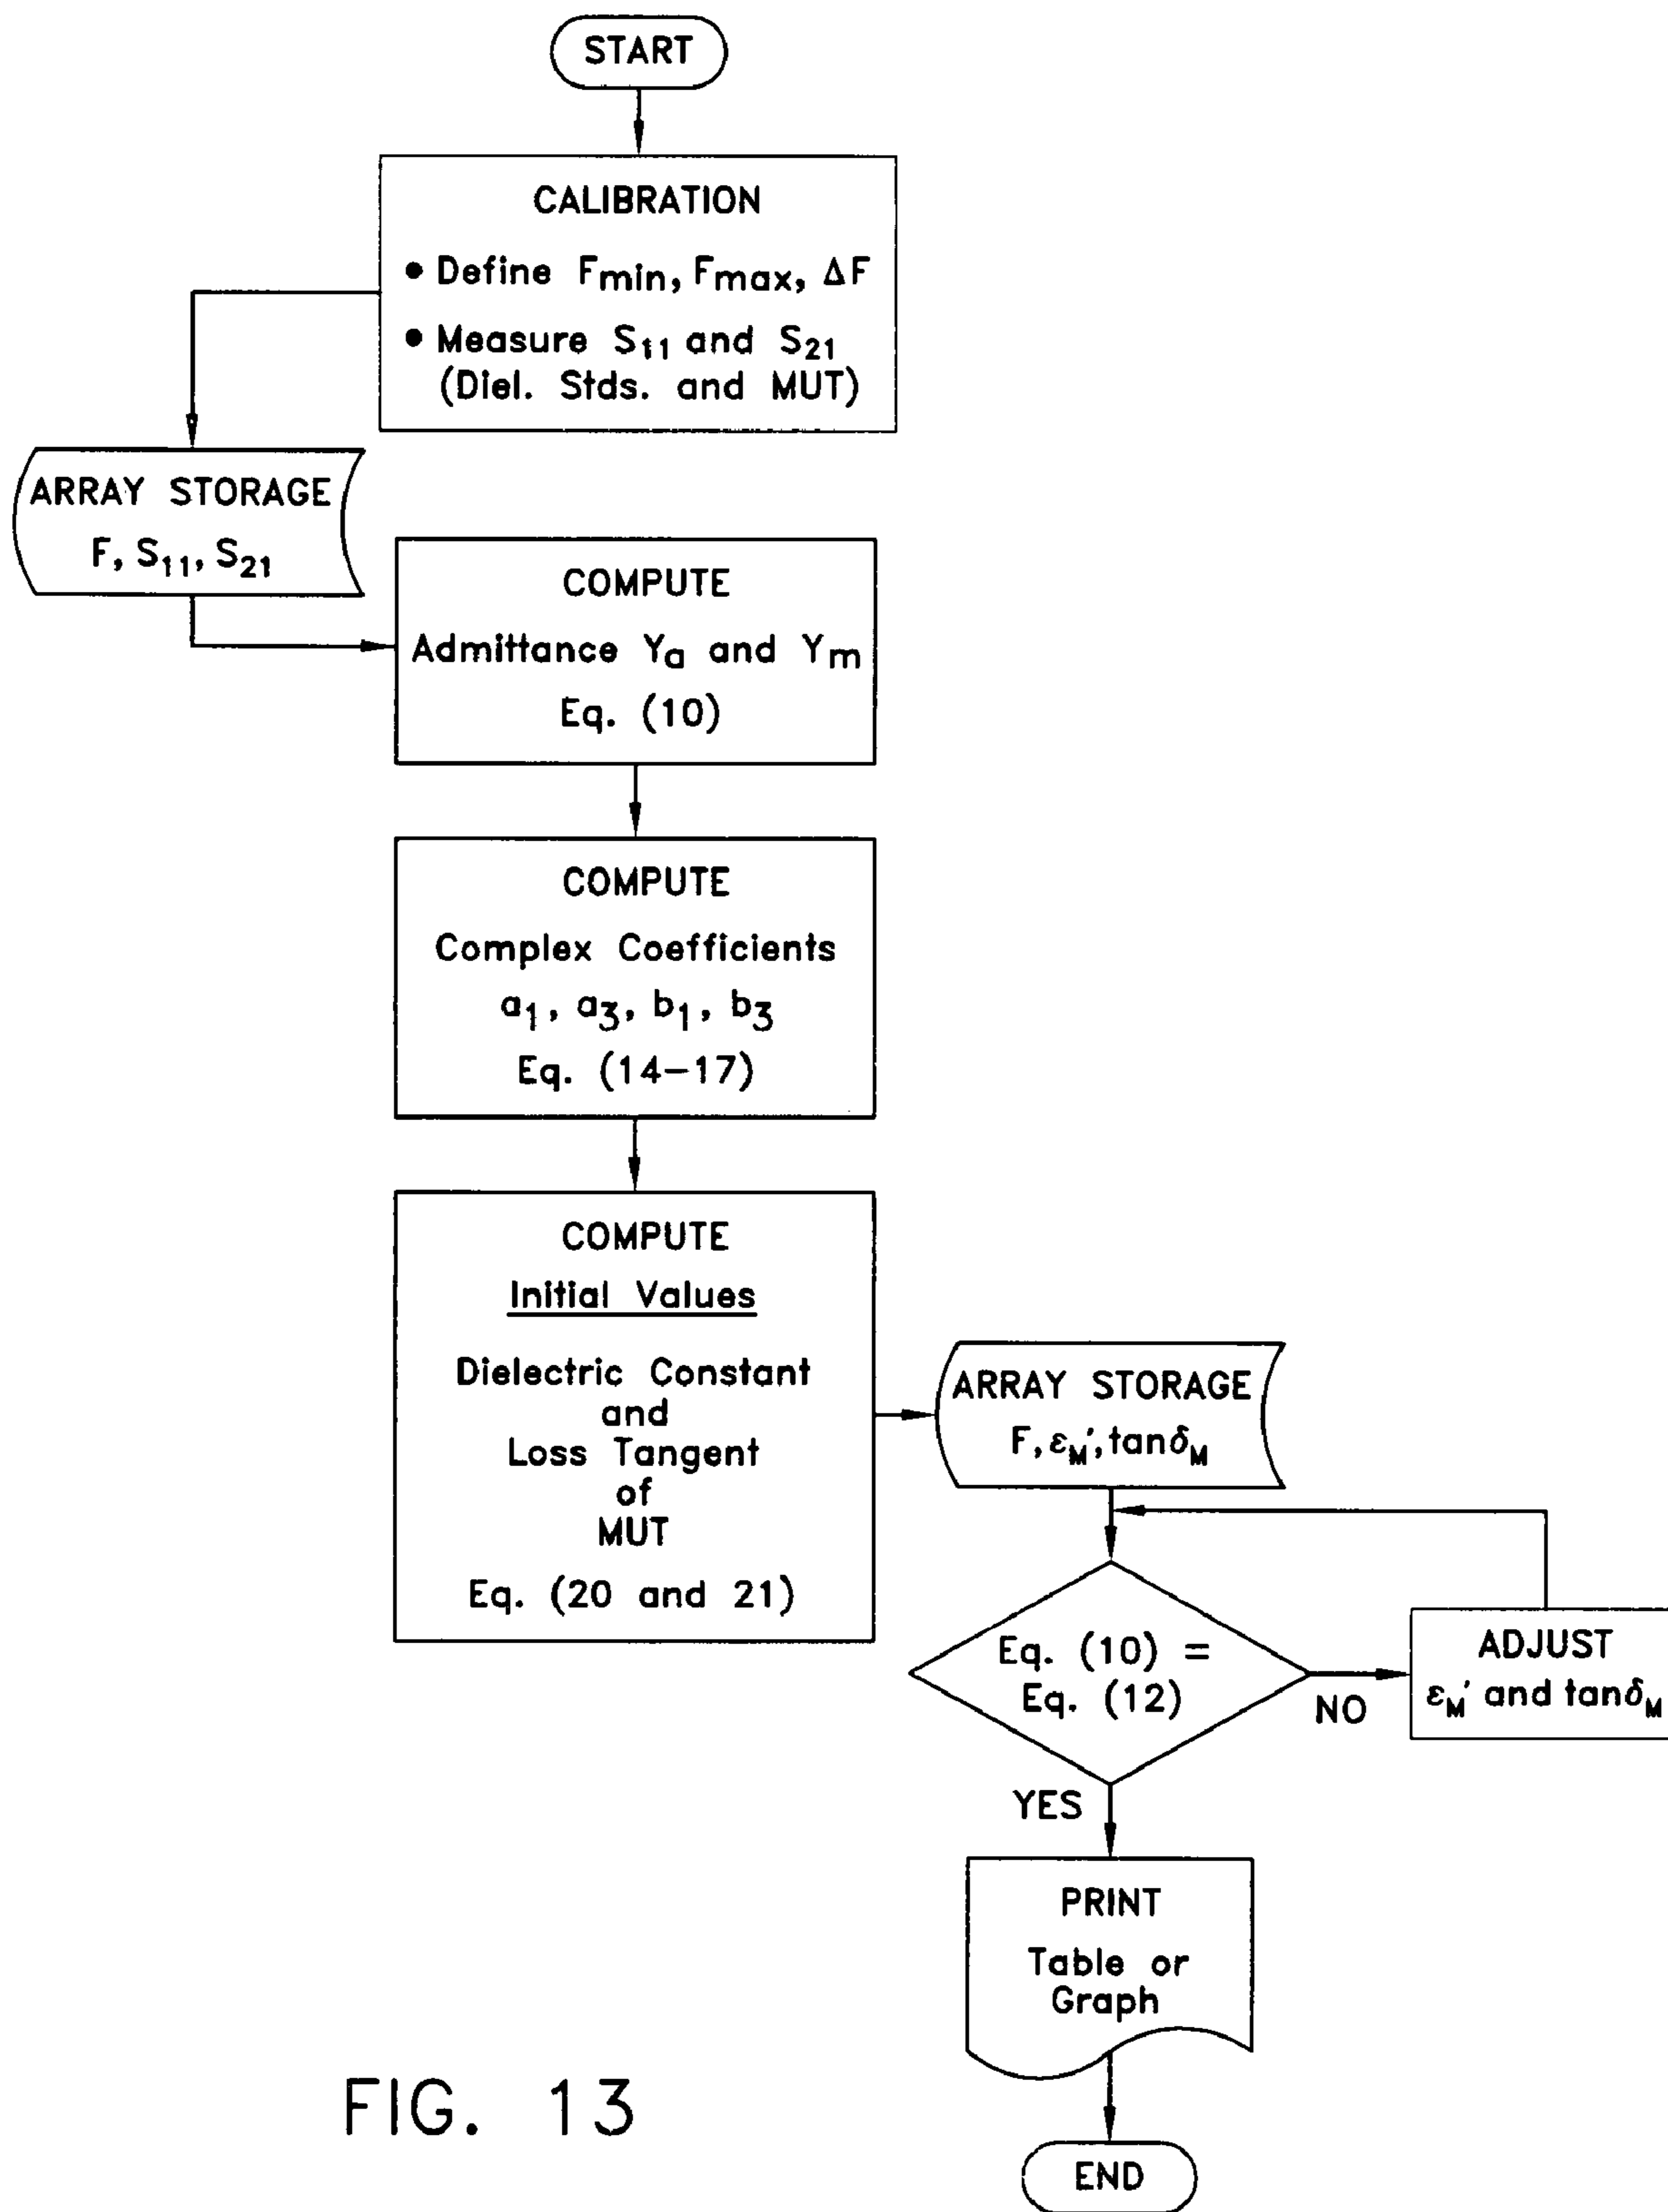 START
CALIBRATION
• Define Fmin, Fmax, ΔF
• Measure S11 and S21
(Diel. Stds. and MUT)
ARRAY STORAGE
F, S11, S21
COMPUTE
Admittance Ya and Ym
Eq. (10)
COMPUTE
Complex Coefficients
a1, a3, b1, b3
Eq. (14-17)
COMPUTE
Initial Values
Dielectric Constant
and
Loss Tangent
of
MUT
Eq. (20 and 21)
ARRAY STORAGE
F, εM', tanδM
Eq. (10) =
Eq. (12)
NO
ADJUST
εM' and tanδM
YES
PRINT
Table or
Graph
END
FIG. 13